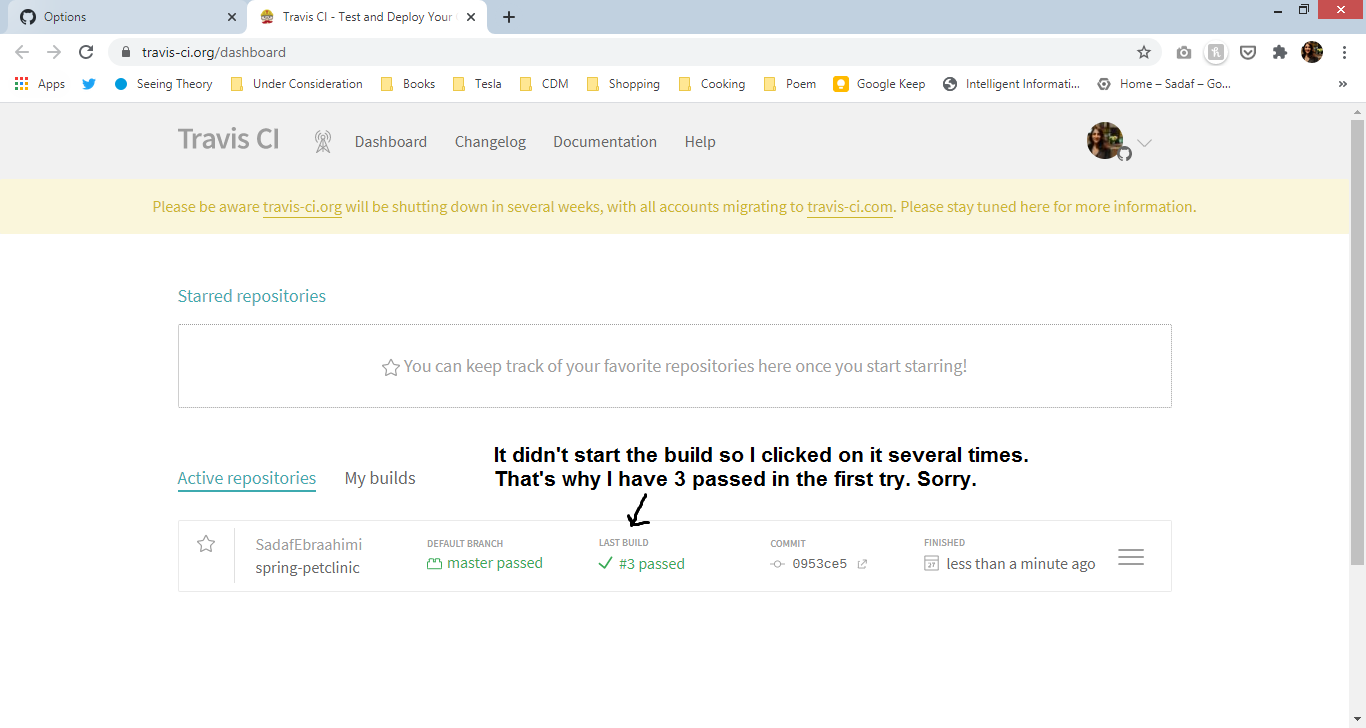 Options
Travis CI - Test and Deploy Your
travis-ci.org/dashboard
Apps Seeing Theory Under Consideration Books Tesla CDM Shopping Cooking Poem Google Keep Intelligent Informati... Home – Sadaf – Go... »
Travis CI Dashboard Changelog Documentation Help
Please be aware travis-ci.org will be shutting down in several weeks, with all accounts migrating to travis-ci.com. Please stay tuned here for more information.
Starred repositories
You can keep track of your favorite repositories here once you start starring!
It didn't start the build so I clicked on it several times.
That's why I have 3 passed in the first try. Sorry.
Active repositories My builds
SadafEbraahimi
spring-petclinic
DEFAULT BRANCH
master passed
LAST BUILD
#3 passed
COMMIT
0953ce5
FINISHED
27 less than a minute ago